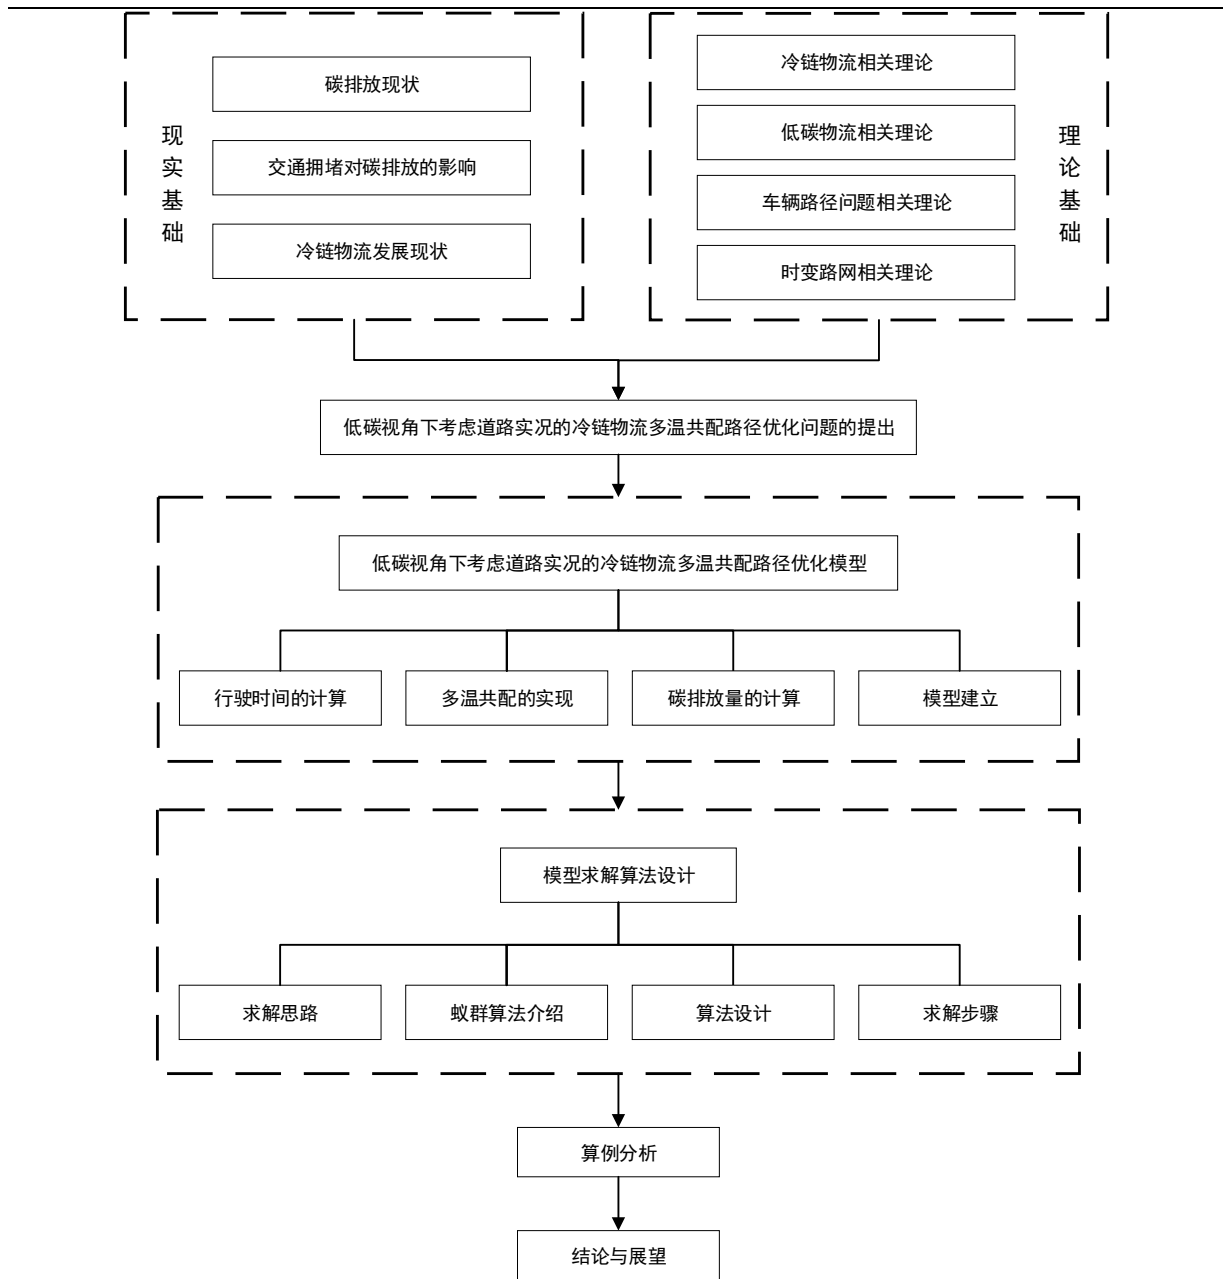 现实基础
碳排放现状
交通拥堵对碳排放的影响
冷链物流发展现状
冷链物流相关理论
低碳物流相关理论
车辆路径问题相关理论
时变路网相关理论
理论基础
低碳视角下考虑道路实况的冷链物流多温共配路径优化问题的提出
低碳视角下考虑道路实况的冷链物流多温共配路径优化模型
行驶时间的计算
多温共配的实现
碳排放量的计算
模型建立
模型求解算法设计
求解思路
蚁群算法介绍
算法设计
求解步骤
算例分析
结论与展望